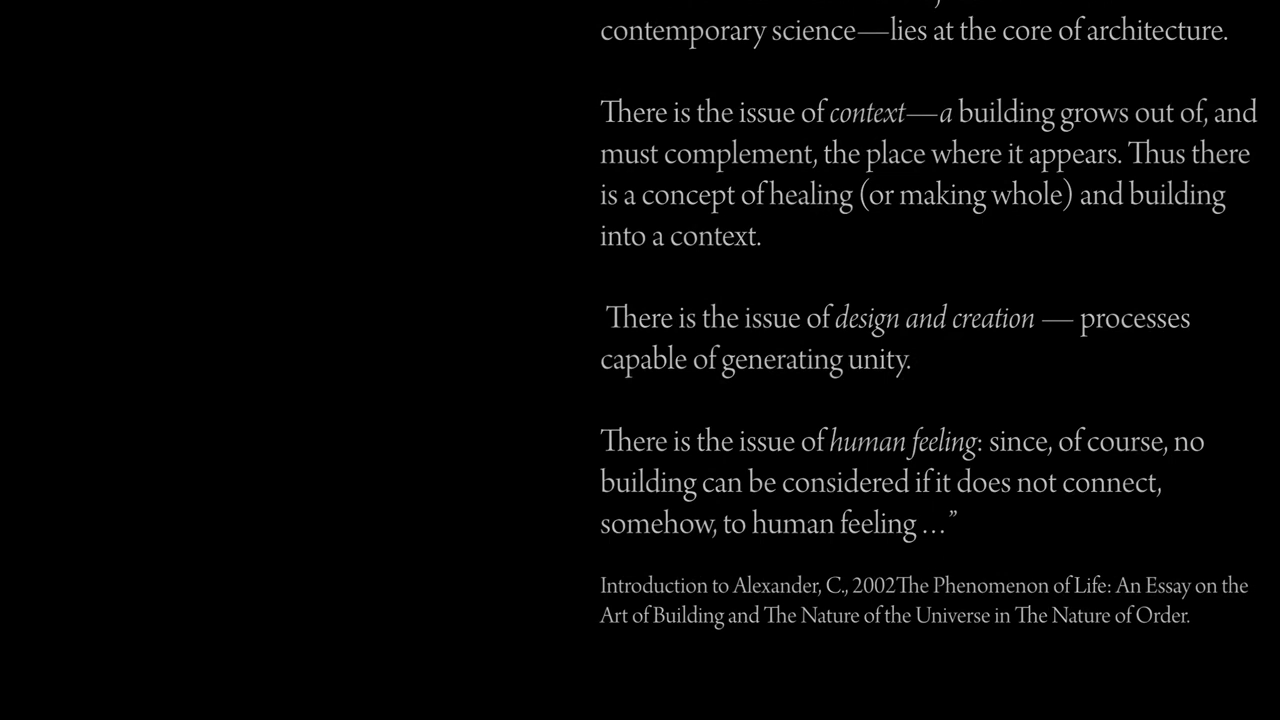 contemporary science—lies at the core of architecture.
There is the issue of context—a building grows out of, and
must complement, the place where it appears. Thus there
is a concept of healing (or making whole) and building
into a context.
There is the issue of design and creation — processes
capable of generating unity.
There is the issue of human feeling: since, of course, no
building can be considered if it does not connect,
somehow, to human feeling …”
Introduction to Alexander, C., 2002The Phenomenon of Life: An Essay on the
Art of Building and The Nature of the Universe in The Nature of Order.